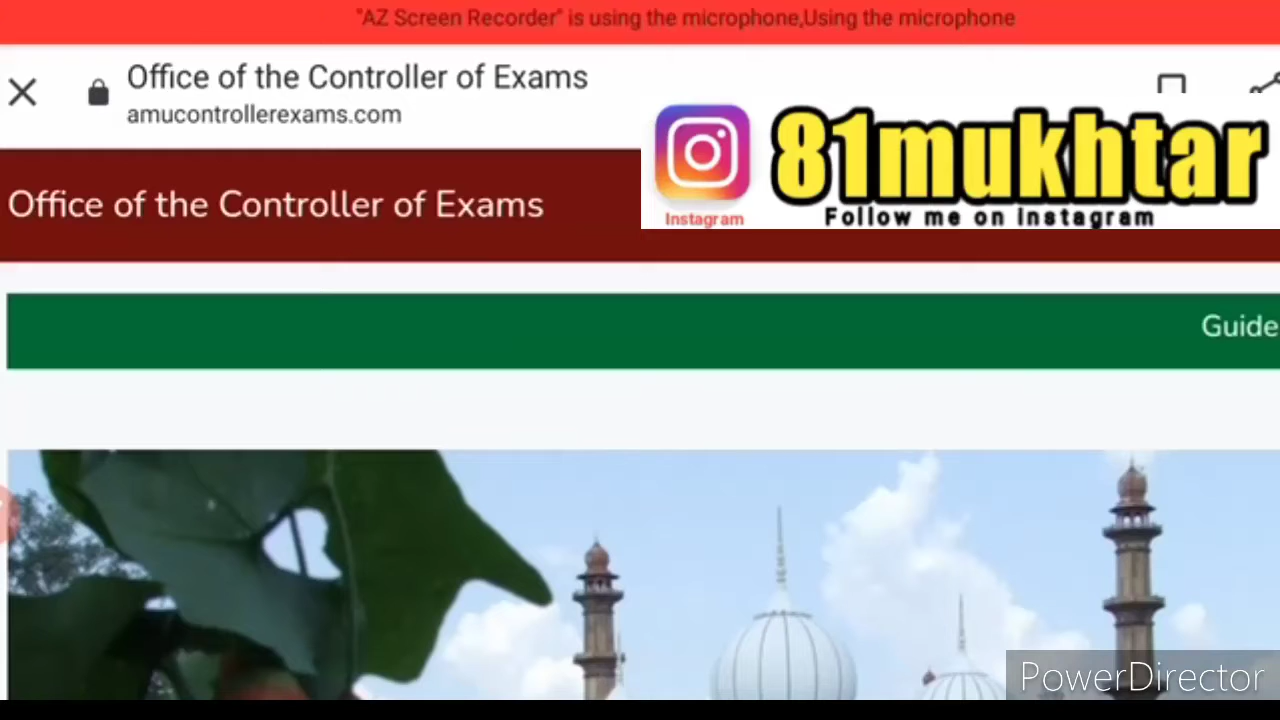 "AZ Screen Recorder" is using the microphone,Using the microphone
Office of the Controller of Exams
amucontrollerexams.com
81mukhtar
Instagram
Follow me on instagram
Office of the Controller of Exams
Guide
PowerDirector